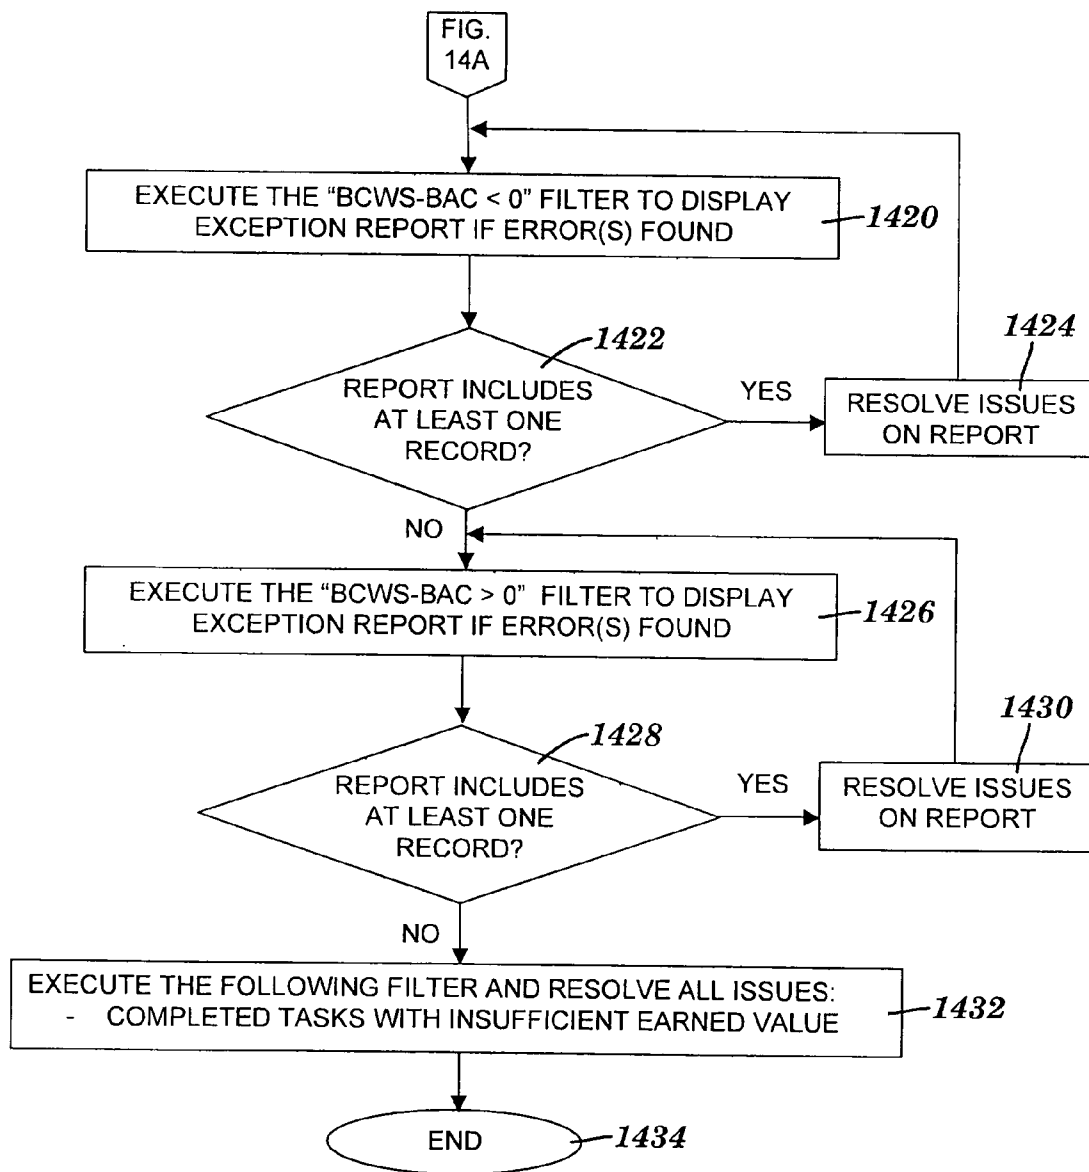 FIG.
14A
EXECUTE THE “BCWS-BAC < 0” FILTER TO DISPLAY
EXCEPTION REPORT IF ERROR(S) FOUND
1420
1422
REPORT INCLUDES
AT LEAST ONE
RECORD?
YES
1424
RESOLVE ISSUES
ON REPORT
NO
EXECUTE THE “BCWS-BAC > 0” FILTER TO DISPLAY
EXCEPTION REPORT IF ERROR(S) FOUND
1426
1428
REPORT INCLUDES
AT LEAST ONE
RECORD?
YES
1430
RESOLVE ISSUES
ON REPORT
NO
EXECUTE THE FOLLOWING FILTER AND RESOLVE ALL ISSUES:
- COMPLETED TASKS WITH INSUFFICIENT EARNED VALUE
1432
END
1434